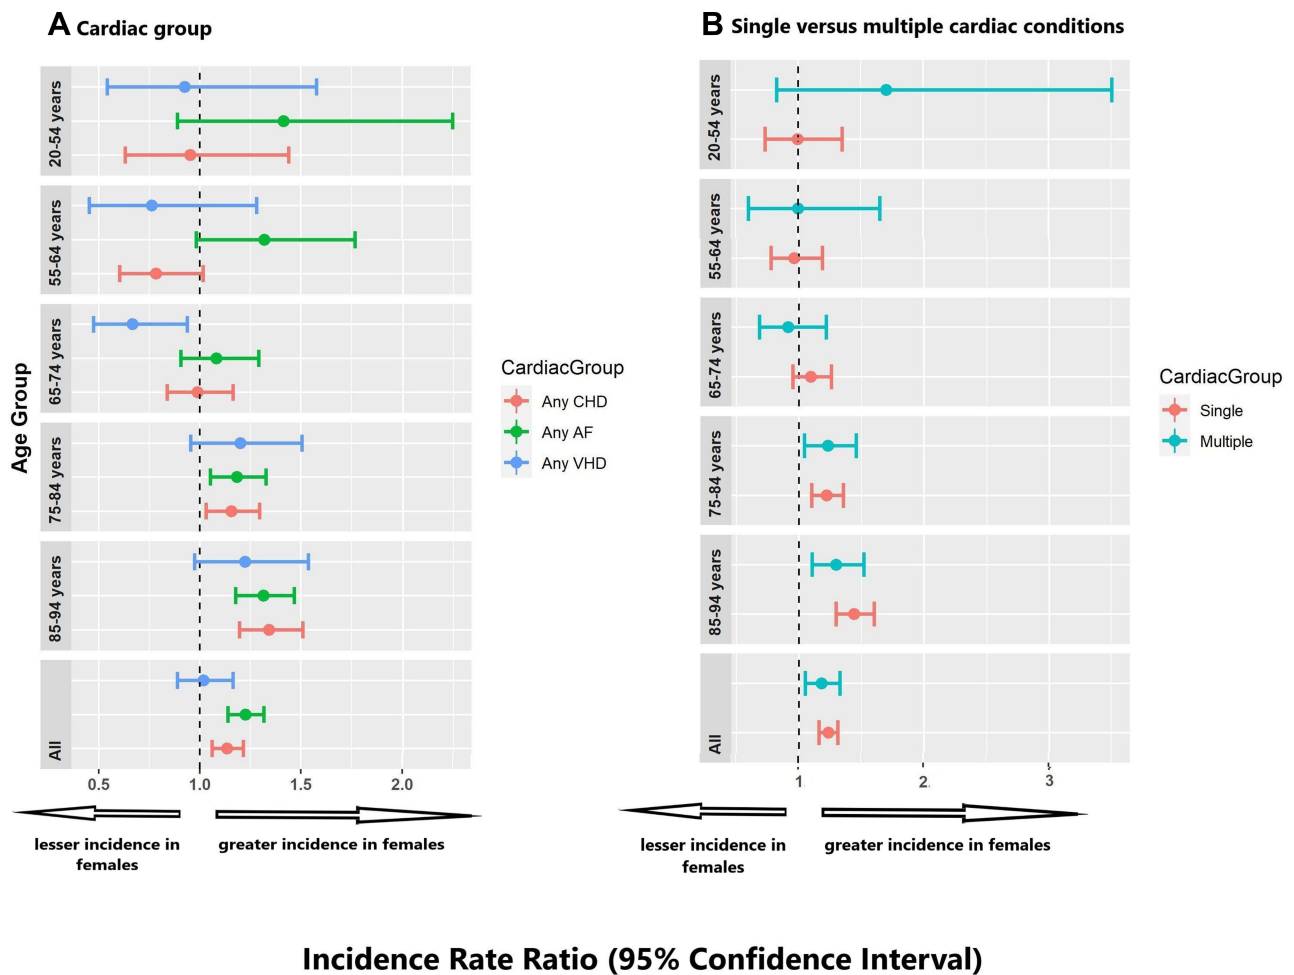 A Cardiac group
20-54 years
55-64 years
65-74 years
75-84 years
85-94 years
All
Age Group
0.5 1.0 1.5 2.0
lesser incidence in
females
greater incidence in females
CardiacGroup
Any CHD
Any AF
Any VHD
B Single versus multiple cardiac conditions
20-54 years
55-64 years
65-74 years
75-84 years
85-94 years
All
1 2 3
lesser incidence in
females
greater incidence in females
CardiacGroup
Single
Multiple
Incidence Rate Ratio (95% Confidence Interval)